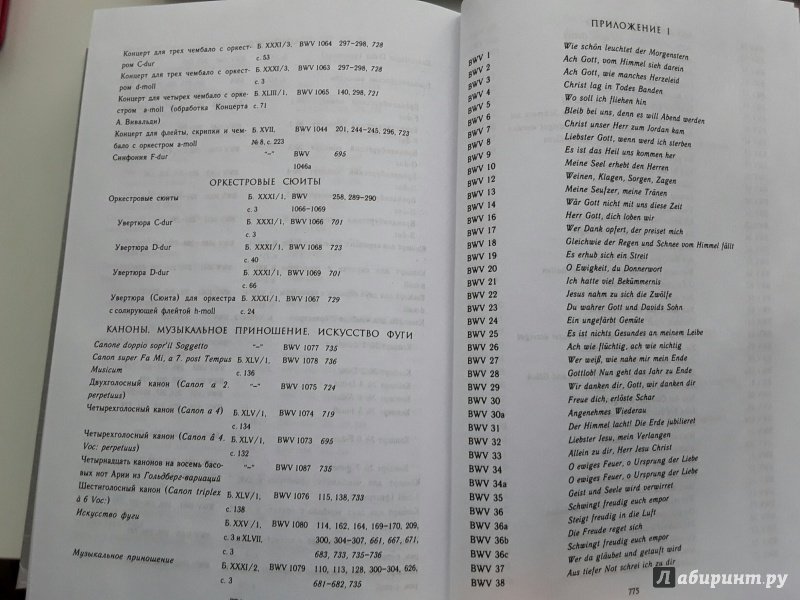 Концерт для трех чембало с оркест- Б. XXXI/3, BWV 1064 297–298, 728
ром C-dur с. 53
Концерт для трех чембало с оркест- Б. XXXI/3, BWV 1063 297–298, 728
ром d-moll с. 3
Концерт для четырех чембало с орке- Б. XLIII/1, BWV 1065 140, 298, 721
стром a-moll (обработка Концерта с. 71
А. Вивальди)
Концерт для флейты, скрипки и чем- Б. XVII, BWV 1044 201, 244–245, 296, 723
бало с оркестром a-moll № 8, с. 223
Синфония F-dur "–" BWV 695
1046a
ОРКЕСТРОВЫЕ СЮИТЫ
Оркестровые сюиты Б. XXXI/1, BWV 258, 289–290
с. 3 1066–1069
Увертюра C-dur Б. XXXI/1, BWV 1066 701
с. 3
Увертюра D-dur Б. XXXI/1, BWV 1068 723
с. 40
Увертюра D-dur Б. XXXI/1, BWV 1069 701
с. 66
Увертюра (Сюита) для оркестра Б. XXXI/1, BWV 1067 729
с солирующей флейтой h-moll с. 24
КАНОНЫ. МУЗЫКАЛЬНОЕ ПРИНОШЕНИЕ. ИСКУССТВО ФУГИ
Canone doppio sopr'il Soggetto "–" BWV 1077 735
Canon super Fa Mi, a 7. post Tempus Б. XLV/1, BWV 1078 736
Musicum с. 136
Двухголосный канон (Canon a 2. "–" BWV 1075 724
perpetuus)
Четырехголосный канон (Canon a 4) Б. XLV/1, BWV 1074 719
с. 134
Четырехголосный канон (Canon â 4. Б. XLV/1, BWV 1073 695
Voc: perpetuus) с. 132
Четырнадцать канонов на восемь басо- "–" BWV 1087 735
вых нот Арии из Гольдберг-вариаций
Шестиголосный канон (Canon triplex Б. XLV/1, BWV 1076 115, 138, 733
à 6 Voc:) с. 138
Искусство фуги Б. XXV/1, BWV 1080 114, 162, 164, 169–170, 209,
с. 3 и XLVII, 300, 304–307, 661, 667, 671,
с. 3 683, 733, 735–736
Музыкальное приношение Б. XXXI/2, BWV 1079 110, 113, 128, 300–304, 626,
с. 3 681–682, 735
ПРИЛОЖЕНИЕ 1
BWV 1 Wie schön leuchtet der Morgenstern
BWV 2 Ach Gott, vom Himmel sieh darein
BWV 3 Ach Gott, wie manches Herzeleid
BWV 4 Christ lag in Todes Banden
BWV 5 Wo soll ich fliehen hin
BWV 6 Bleib bei uns, denn es will Abend werden
BWV 7 Christ unser Herr zum Jordan kam
BWV 8 Liebster Gott, wenn werd ich sterben
BWV 9 Es ist das Heil uns kommen her
BWV 10 Meine Seel erhebt den Herren
BWV 12 Weinen, Klagen, Sorgen, Zagen
BWV 13 Meine Seufzer, meine Tränen
BWV 14 Wär Gott nicht mit uns diese Zeit
BWV 16 Herr Gott, dich loben wir
BWV 17 Wer Dank opfert, der preiset mich
BWV 18 Gleichwie der Regen und Schnee vom Himmel fällt
BWV 19 Es erhub sich ein Streit
BWV 20 O Ewigkeit, du Donnerwort
BWV 21 Ich hatte viel Bekümmernis
BWV 22 Jesus nahm zu sich die Zwölfe
BWV 23 Du wahrer Gott und Davids Sohn
BWV 24 Ein ungefärbt Gemüte
BWV 25 Es ist nichts Gesundes an meinem Leibe
BWV 26 Ach wie flüchtig, ach wie nichtig
BWV 27 Wer weiß, wie nahe mir mein Ende
BWV 28 Gottlob! Nun geht das Jahr zu Ende
BWV 29 Wir danken dir, Gott, wir danken dir
BWV 30 Freue dich, erlöste Schar
BWV 30a Angenehmes Wiederau
BWV 31 Der Himmel lacht! Die Erde jubilieret
BWV 32 Liebster Jesu, mein Verlangen
BWV 33 Allein zu dir, Herr Jesu Christ
BWV 34 O ewiges Feuer, o Ursprung der Liebe
BWV 34a O ewiges Feuer, o Ursprung der Liebe
BWV 35 Geist und Seele wird verwirret
BWV 36 Schwingt freudig euch empor
BWV 36a Steigt freudig in die Luft
BWV 36b Die Freude reget sich
BWV 36c Schwingt freudig euch empor
BWV 37 Wer da gläubet und getauft wird
BWV 38 Aus tiefer Not schrei ich zu dir
775
Лабиринт.ру